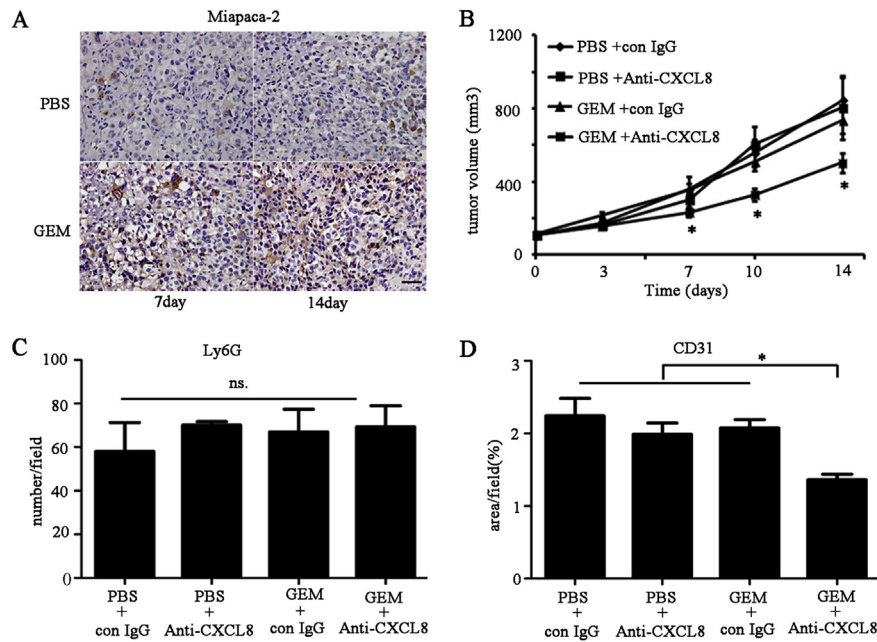 A
Miapaca-2
PBS
GEM
7day
14day
B
tumor volume (mm3)
1200
800
400
0
0
3
7
10
14
Time (days)
PBS +con IgG
PBS +Anti-CXCL8
GEM +con IgG
GEM +Anti-CXCL8
*
*
*
C
Ly6G
number/field
100
80
60
40
20
0
ns.
PBS
+
con IgG
PBS
+
Anti-CXCL8
GEM
+
con IgG
GEM
+
Anti-CXCL8
D
CD31
area/field(%)
3
2
1
0
*
PBS
+
con IgG
PBS
+
Anti-CXCL8
GEM
+
con IgG
GEM
+
Anti-CXCL8